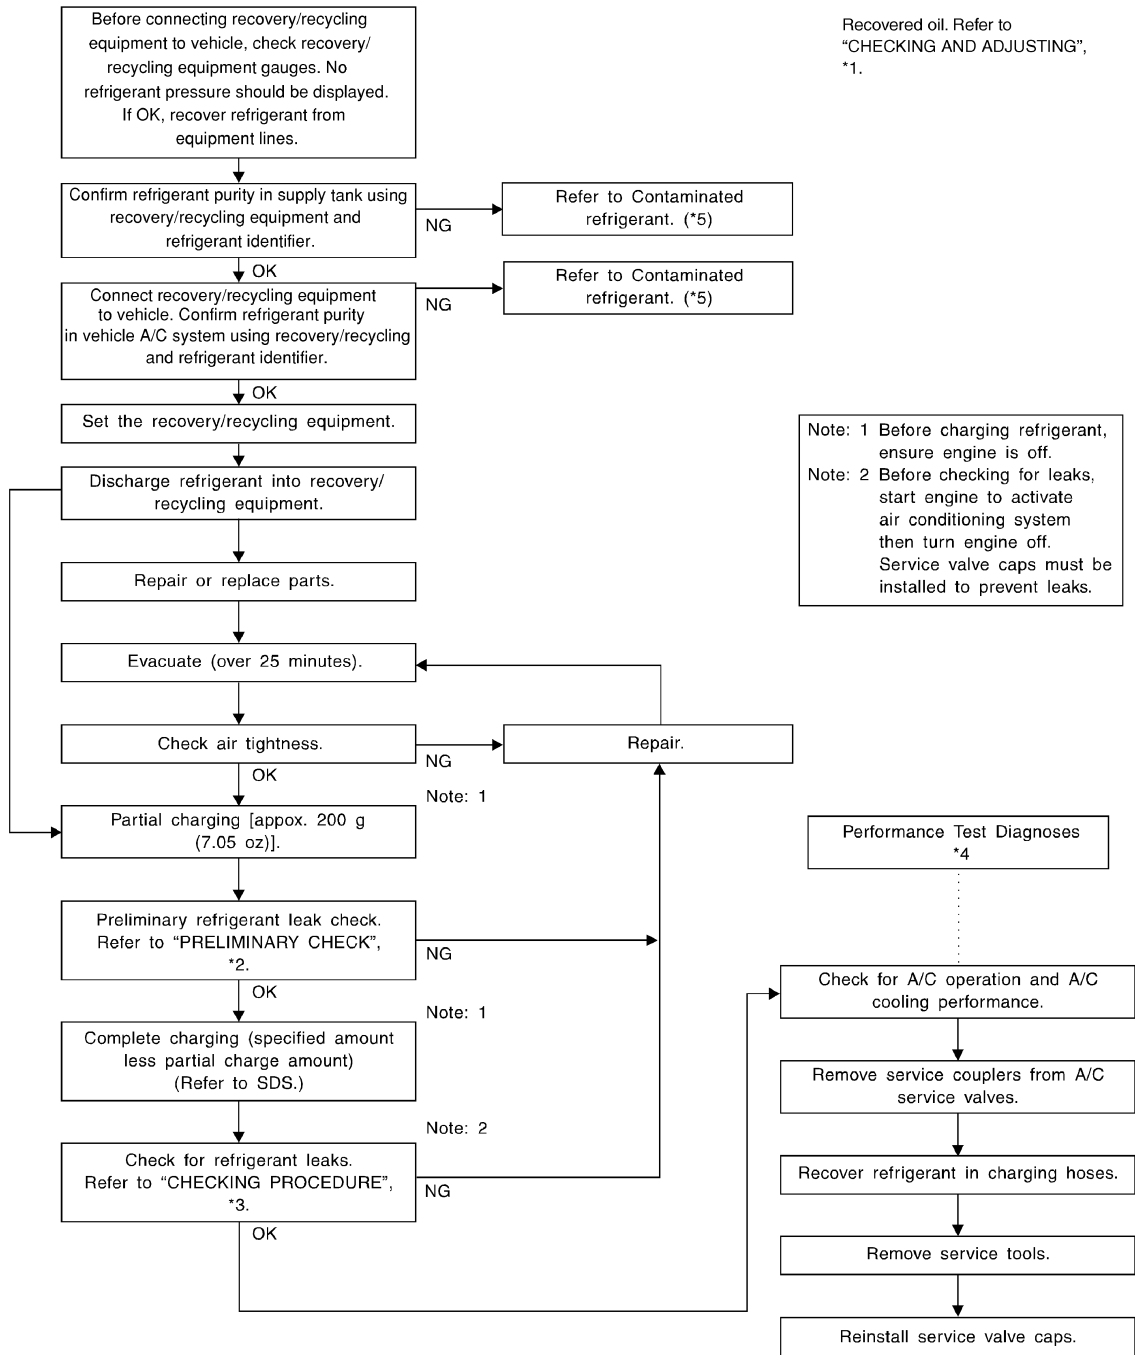 Before connecting recovery/recycling
equipment to vehicle, check recovery/
recycling equipment gauges. No
refrigerant pressure should be displayed.
If OK, recover refrigerant from
equipment lines.
Recovered oil. Refer to
“CHECKING AND ADJUSTING”,
*1.
Confirm refrigerant purity in supply tank using
recovery/recycling equipment and
refrigerant identifier.
NG
Refer to Contaminated
refrigerant. (*5)
OK
Connect recovery/recycling equipment
to vehicle. Confirm refrigerant purity
in vehicle A/C system using recovery/recycling
and refrigerant identifier.
NG
Refer to Contaminated
refrigerant. (*5)
OK
Set the recovery/recycling equipment.
Discharge refrigerant into recovery/
recycling equipment.
Note: 1 Before charging refrigerant,
ensure engine is off.
Note: 2 Before checking for leaks,
start engine to activate
air conditioning system
then turn engine off.
Service valve caps must be
installed to prevent leaks.
Repair or replace parts.
Evacuate (over 25 minutes).
Check air tightness.
NG
Repair.
OK
Note: 1
Partial charging [appox. 200 g
(7.05 oz)].
Preliminary refrigerant leak check.
Refer to “PRELIMINARY CHECK”,
*2.
NG
OK
Note: 1
Complete charging (specified amount
less partial charge amount)
(Refer to SDS.)
Note: 2
Check for refrigerant leaks.
Refer to “CHECKING PROCEDURE”,
*3.
NG
OK
Performance Test Diagnoses
*4
Check for A/C operation and A/C
cooling performance.
Remove service couplers from A/C
service valves.
Recover refrigerant in charging hoses.
Remove service tools.
Reinstall service valve caps.